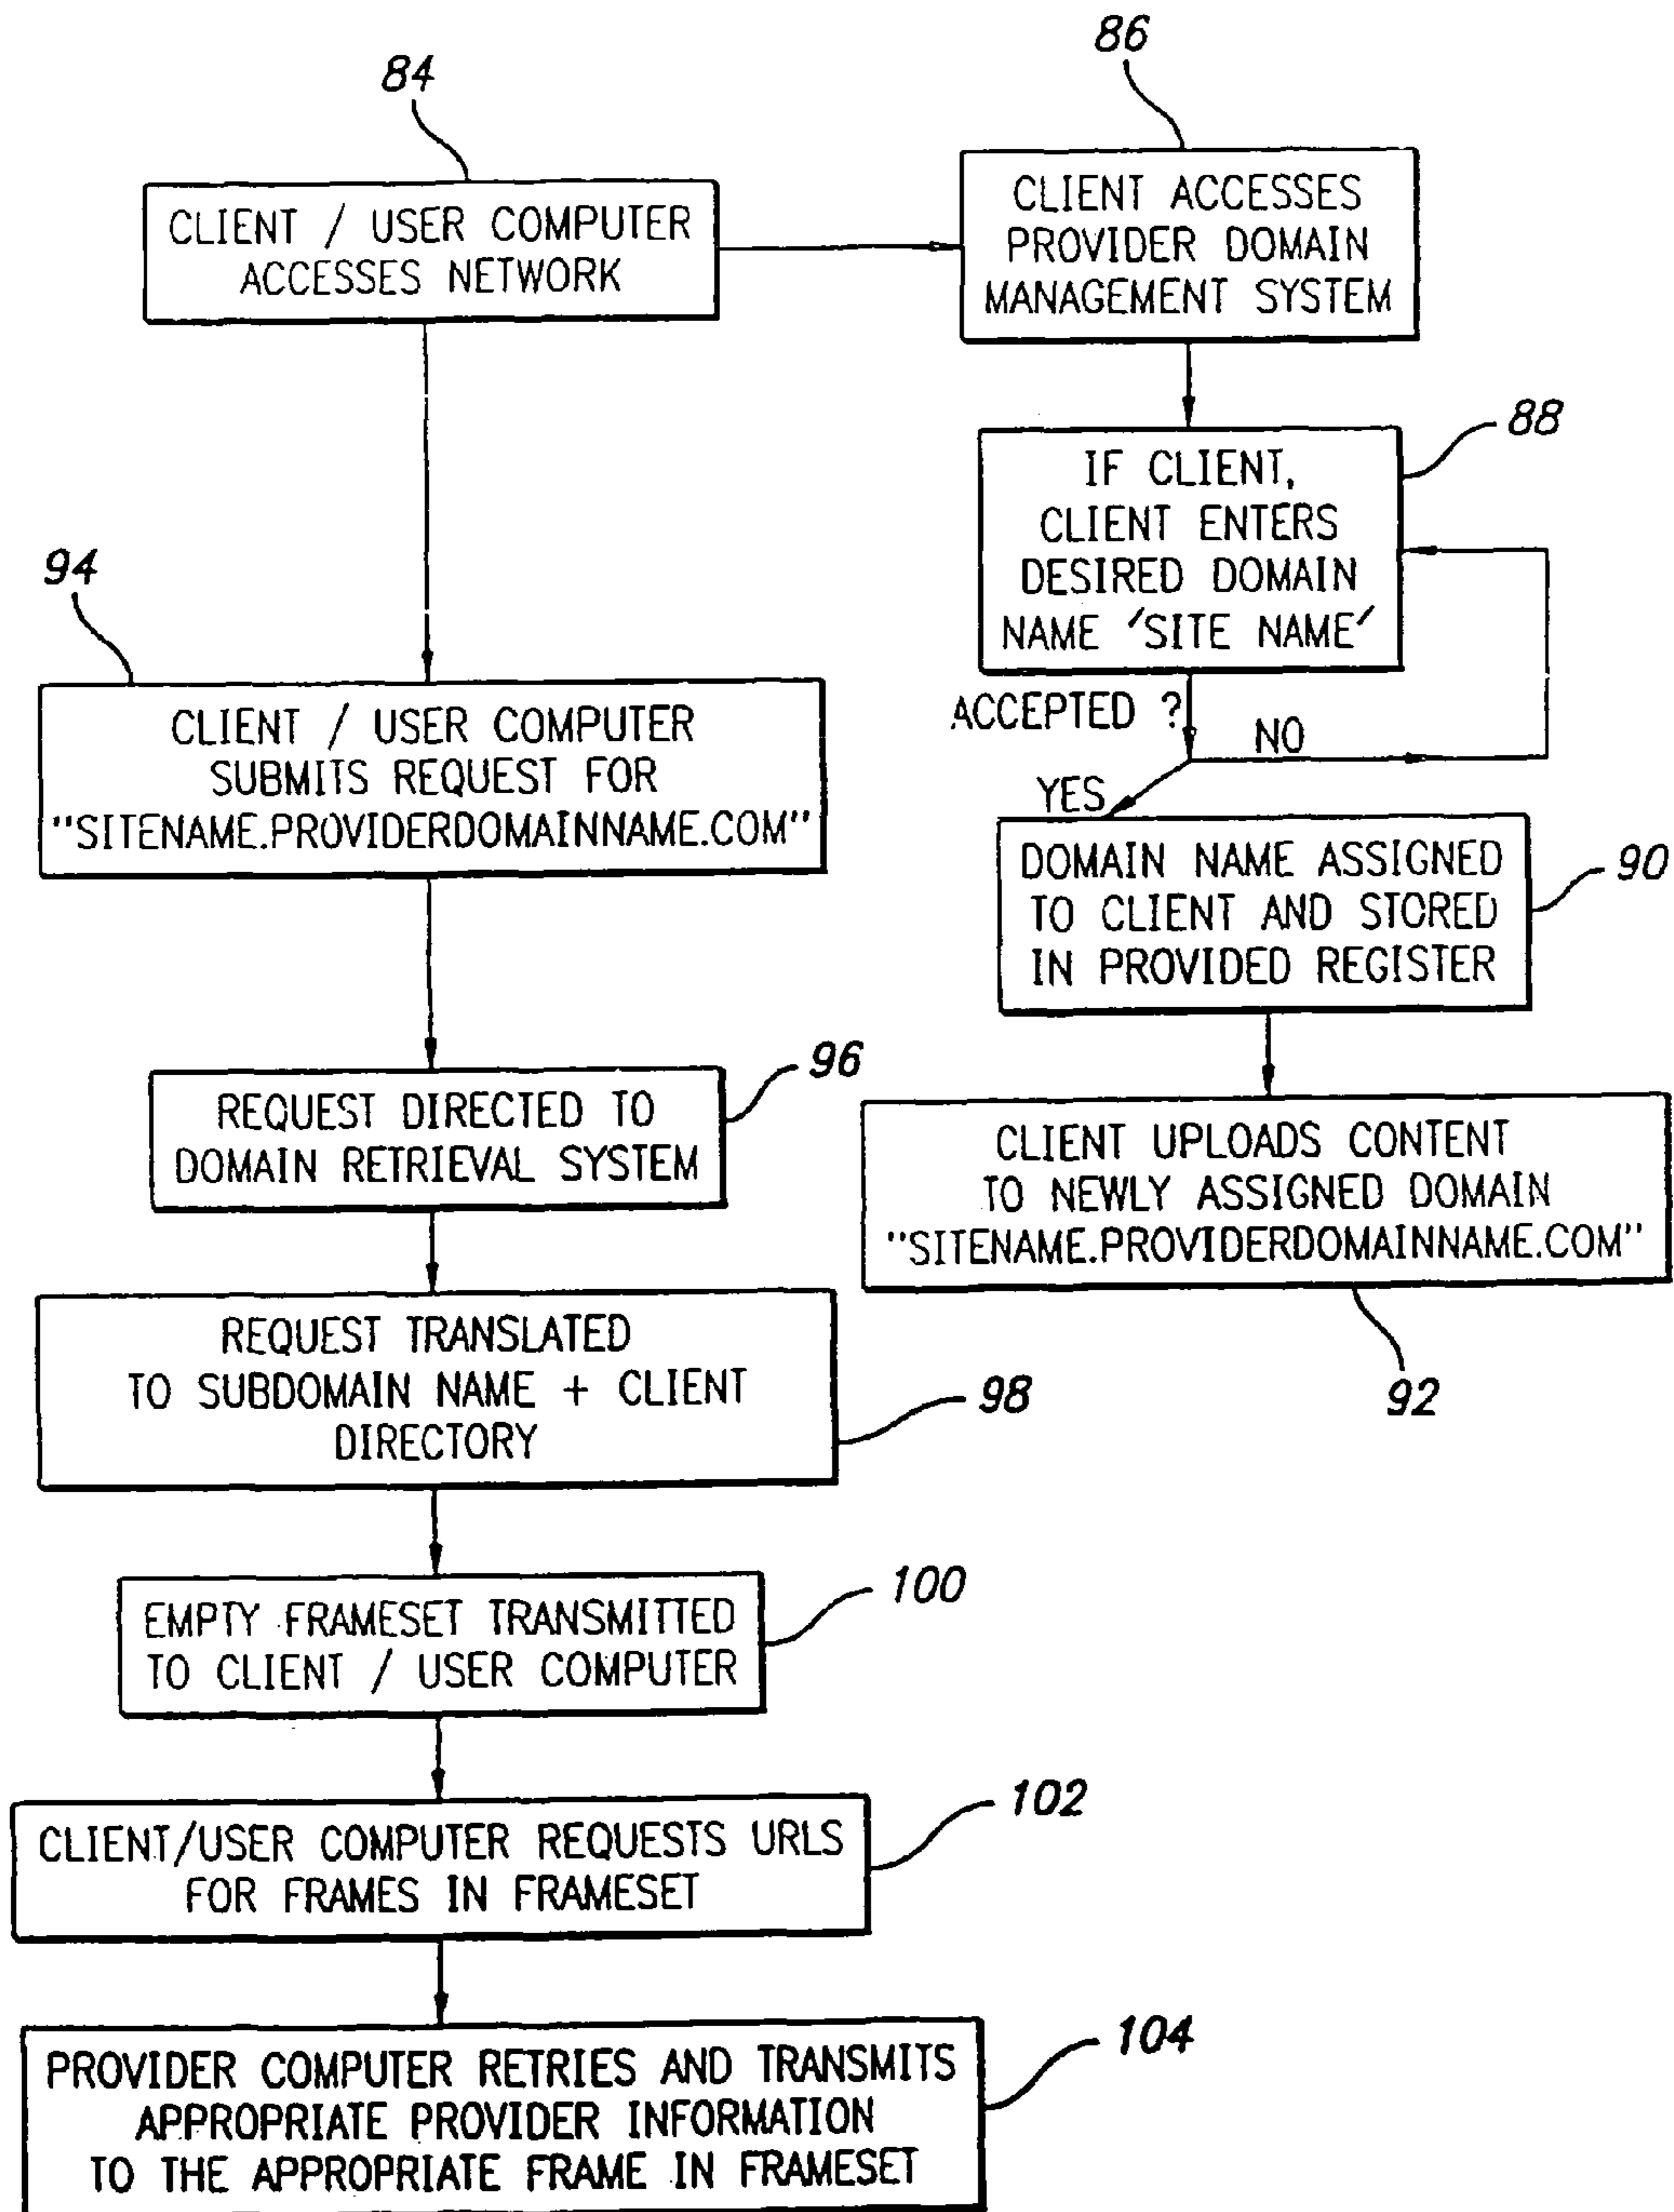 84
86
CLIENT / USER COMPUTER
ACCESSES NETWORK
CLIENT ACCESSES
PROVIDER DOMAIN
MANAGEMENT SYSTEM
88
IF CLIENT,
CLIENT ENTERS
DESIRED DOMAIN
NAME 'SITE NAME'
ACCEPTED ?
NO
YES
90
DOMAIN NAME ASSIGNED
TO CLIENT AND STORED
IN PROVIDED REGISTER
CLIENT UPLOADS CONTENT
TO NEWLY ASSIGNED DOMAIN
"SITENAME.PROVIDERDOMAINNAME.COM"
92
94
CLIENT / USER COMPUTER
SUBMITS REQUEST FOR
"SITENAME.PROVIDERDOMAINNAME.COM"
96
REQUEST DIRECTED TO
DOMAIN RETRIEVAL SYSTEM
REQUEST TRANSLATED
TO SUBDOMAIN NAME + CLIENT
DIRECTORY
98
EMPTY FRAMESET TRANSMITTED
TO CLIENT / USER COMPUTER
100
CLIENT/USER COMPUTER REQUESTS URLS
FOR FRAMES IN FRAMESET
102
PROVIDER COMPUTER RETRIES AND TRANSMITS
APPROPRIATE PROVIDER INFORMATION
TO THE APPROPRIATE FRAME IN FRAMESET
104